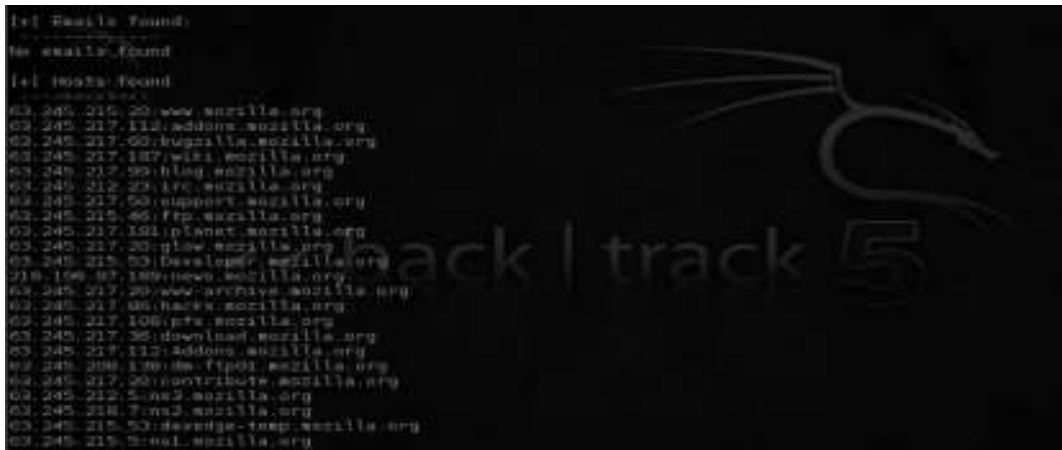 [+] Emails found:
------------------
No emails found
[+] Hosts found
------------------
63.245.215.20:www.mozilla.org
63.245.217.112:addons.mozilla.org
63.245.217.60:bugzilla.mozilla.org
63.245.217.187:wiki.mozilla.org
63.245.217.99:blog.mozilla.org
63.245.212.23:irc.mozilla.org
63.245.217.50:support.mozilla.org
63.245.215.46:ftp.mozilla.org
63.245.217.181:planet.mozilla.org
63.245.217.20:glow.mozilla.org
63.245.215.53:Developer.mozilla.org
:news.mozilla.org
63.245.217.20:www-archive.mozilla.org
63.245.217.86:hacks.mozilla.org
63.245.217.106:pfs.mozilla.org
63.245.217.36:download.mozilla.org
63.245.217.112:Addons.mozilla.org
63.245.208.138:dm-ftp01.mozilla.org
63.245.217.20:contribute.mozilla.org
63.245.212.5:ns3.mozilla.org
63.245.218.7:ns2.mozilla.org
63.245.215.53:devedge-temp.mozilla.org
63.245.215.5:ns1.mozilla.org
back | track 5